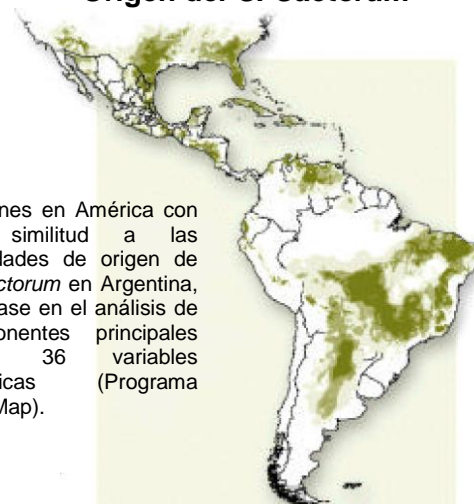 Origen del C. Cactorum
nes en América con
similitud a las
dades de origen de
ctorum en Argentina,
ase en el análisis de
onentes principales
36 variables
icas (Programa
Map).